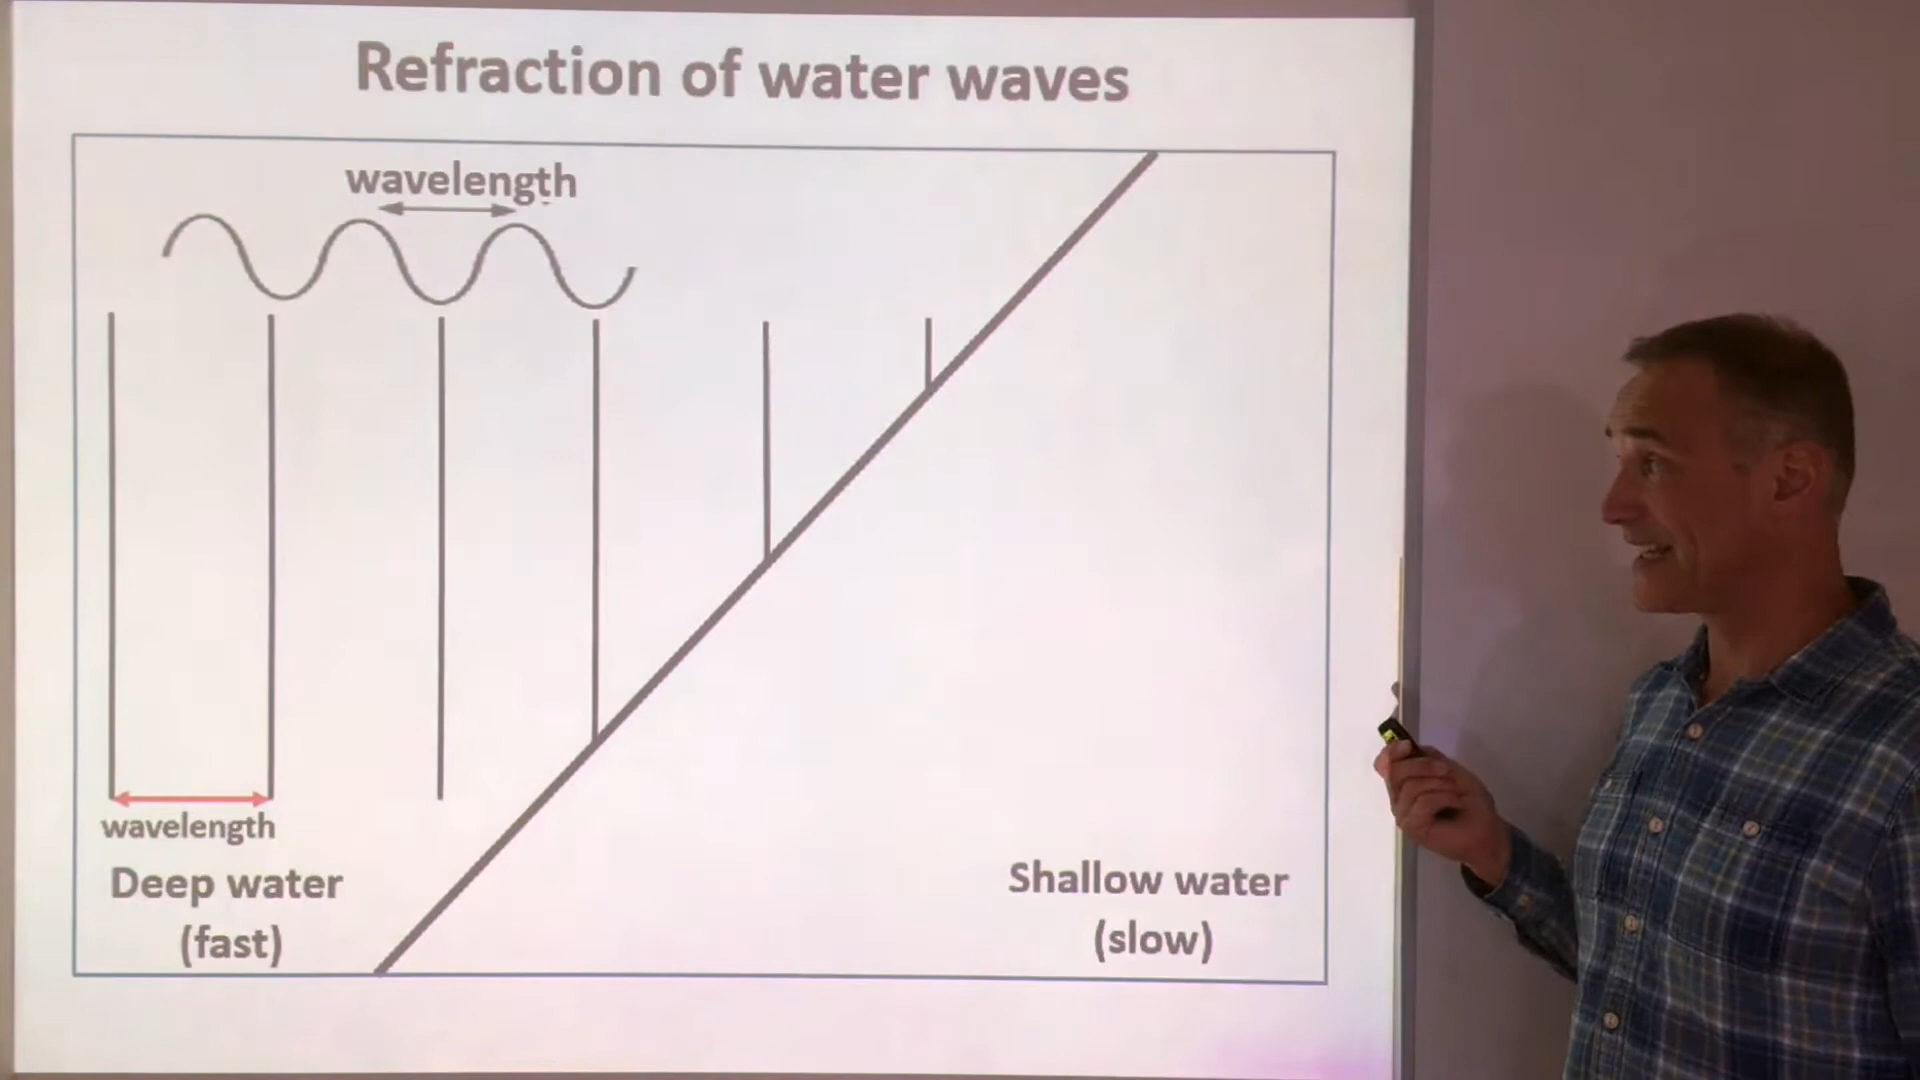 Refraction of water waves
wavelength
wavelength
Deep water
(fast)
Shallow water
(slow)